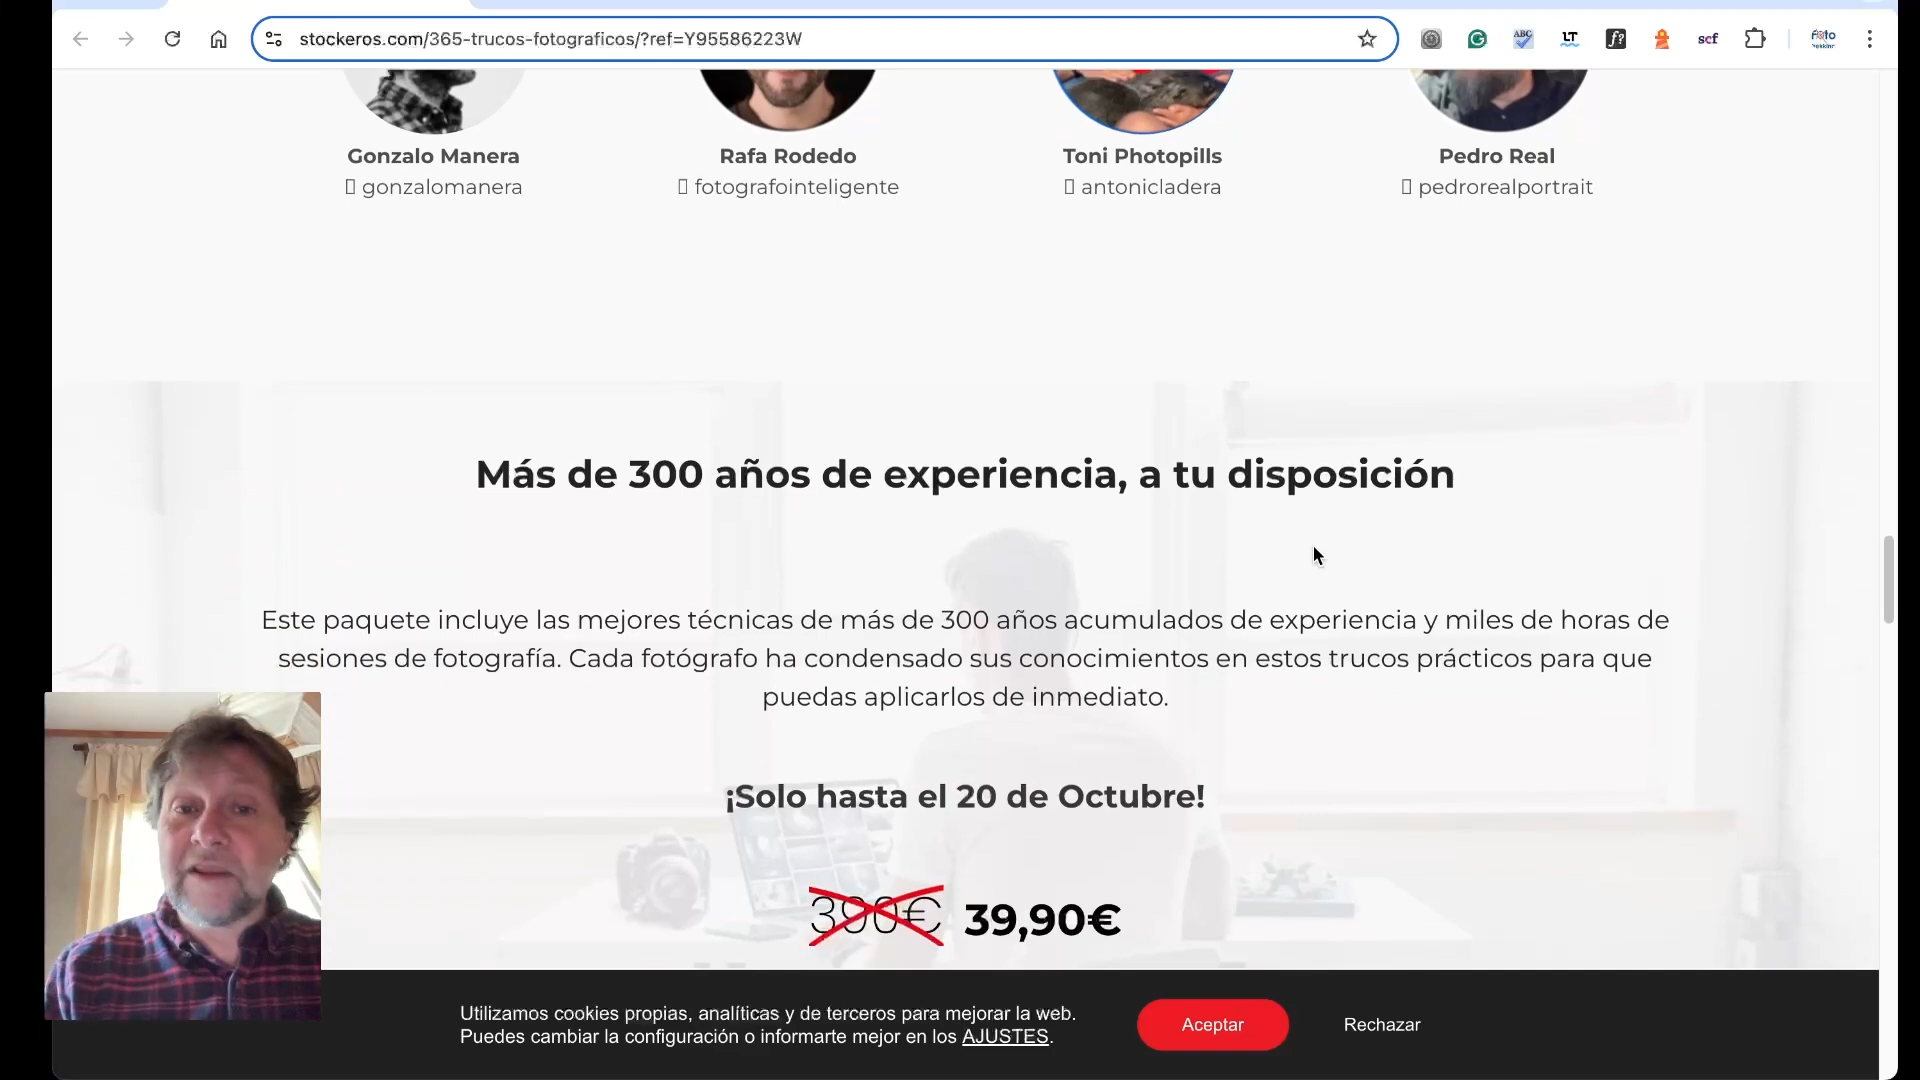 stockeros.com/365-trucos-fotograficos/?ref=Y95586223W
ABC
LT
f?
scf
foto
Gonzalo Manera
Rafa Rodedo
Toni Photopills
Pedro Real
gonzalomanera
fotografointeligente
antonicladera
pedrorealportrait
Más de 300 años de experiencia, a tu disposición
Este paquete incluye las mejores técnicas de más de 300 años acumulados de experiencia y miles de horas de
sesiones de fotografía. Cada fotógrafo ha condensado sus conocimientos en estos trucos prácticos para que
puedas aplicarlos de inmediato.
¡Solo hasta el 20 de Octubre!
390€ 39,90€
Utilizamos cookies propias, analíticas y de terceros para mejorar la web.
Puedes cambiar la configuración o informarte mejor en los AJUSTES.
Aceptar
Rechazar